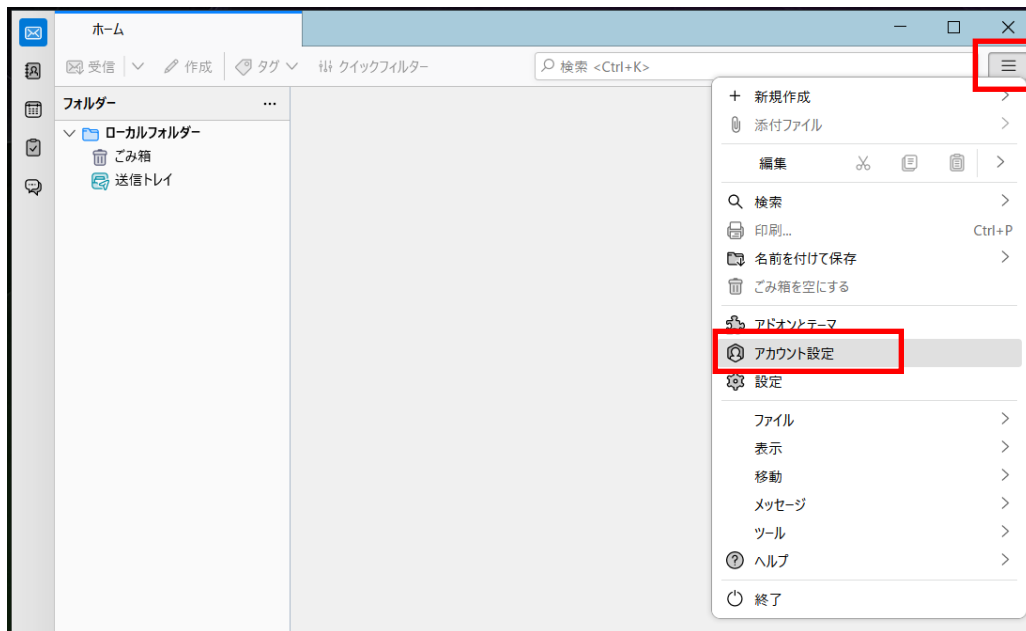 ホーム
受信 作成 タグ クイックフィルター 検索 <Ctrl+K>
フォルダー ...
ローカルフォルダー
ごみ箱
送信トレイ
新規作成
添付ファイル
編集
検索
印刷... Ctrl+P
名前を付けて保存
ごみ箱を空にする
アドオンとテーマ
アカウント設定
設定
ファイル
表示
移動
メッセージ
ツール
ヘルプ
終了